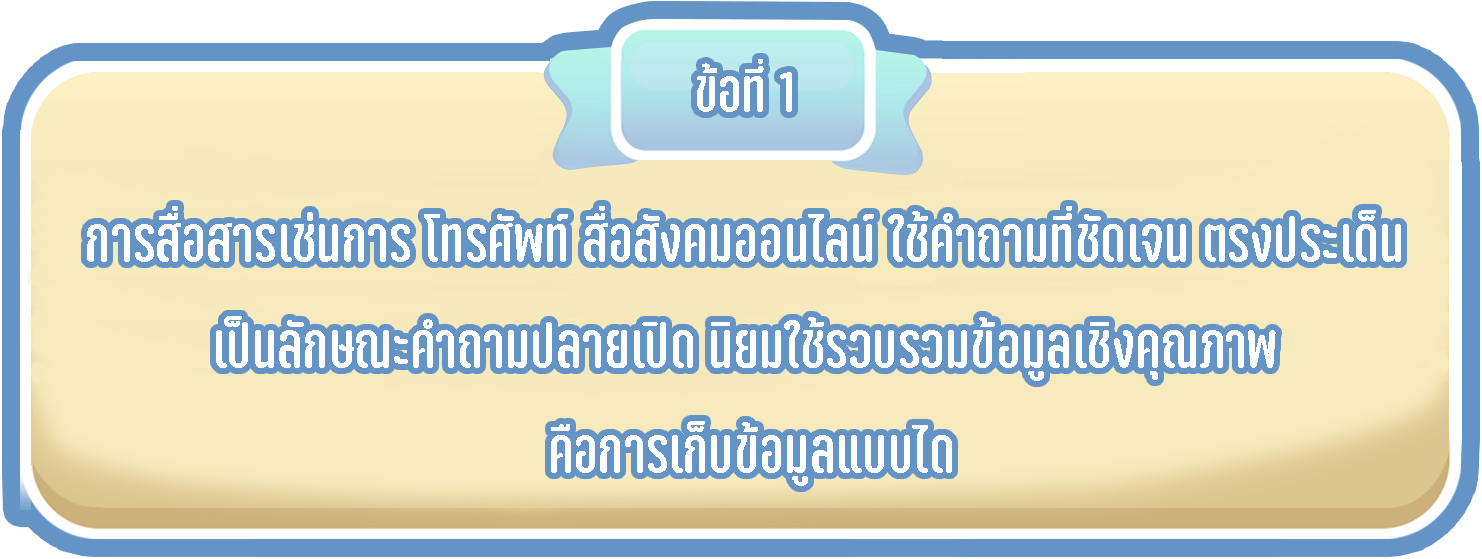 ข้อที่ 1
การสื่อสารเช่นการ โทรศัพท์ สื่อสังคมออนไลน์ ใช้คำถามที่ชัดเจน ตรงประเด็น
เป็นลักษณะคำถามปลายเปิด นิยมใช้รวบรวมข้อมูลเชิงคุณภาพ
คือการเก็บข้อมูลแบบใด